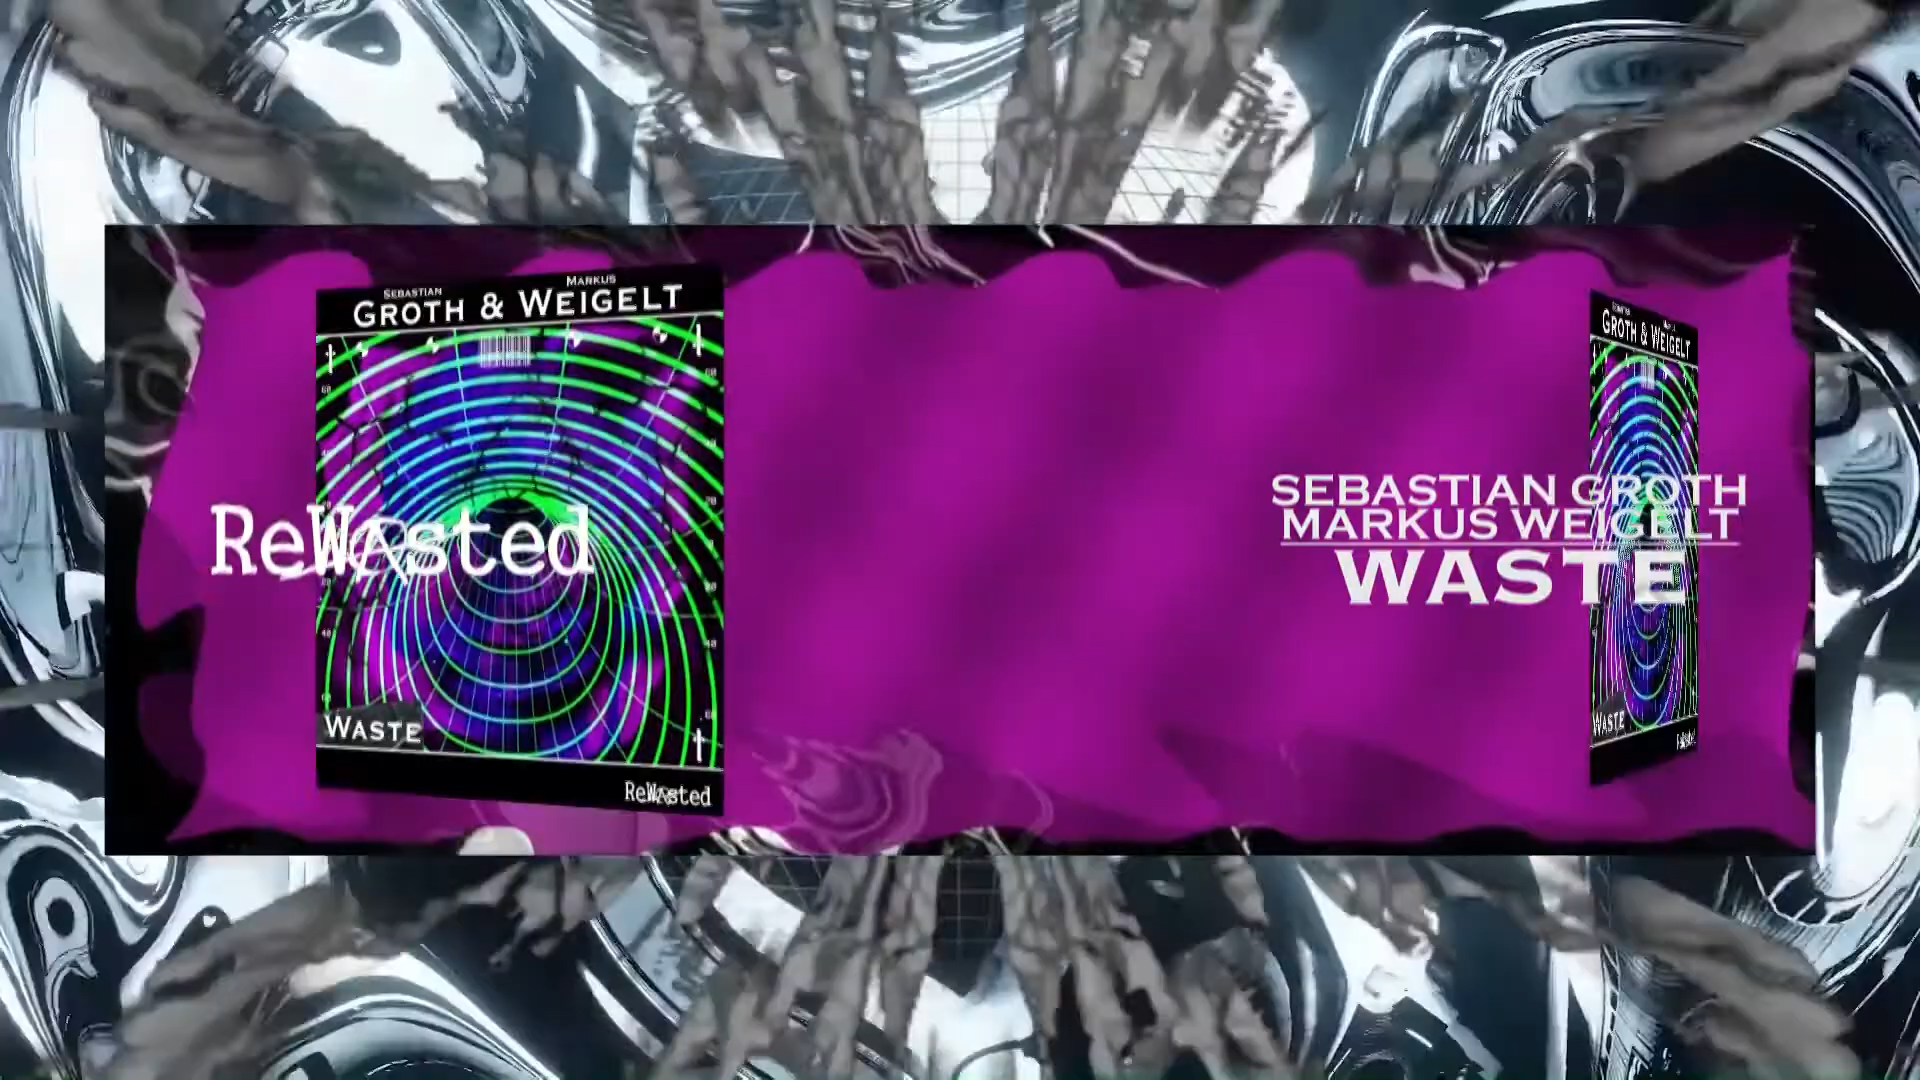 SEBASTIAN MARKUS
GROTH & WEIGELT
ReWasted
WASTE
ReWasted
GROTH & WEIGELT
SEBASTIAN GROTH
MARKUS WEIGELT
WASTE
WASTE